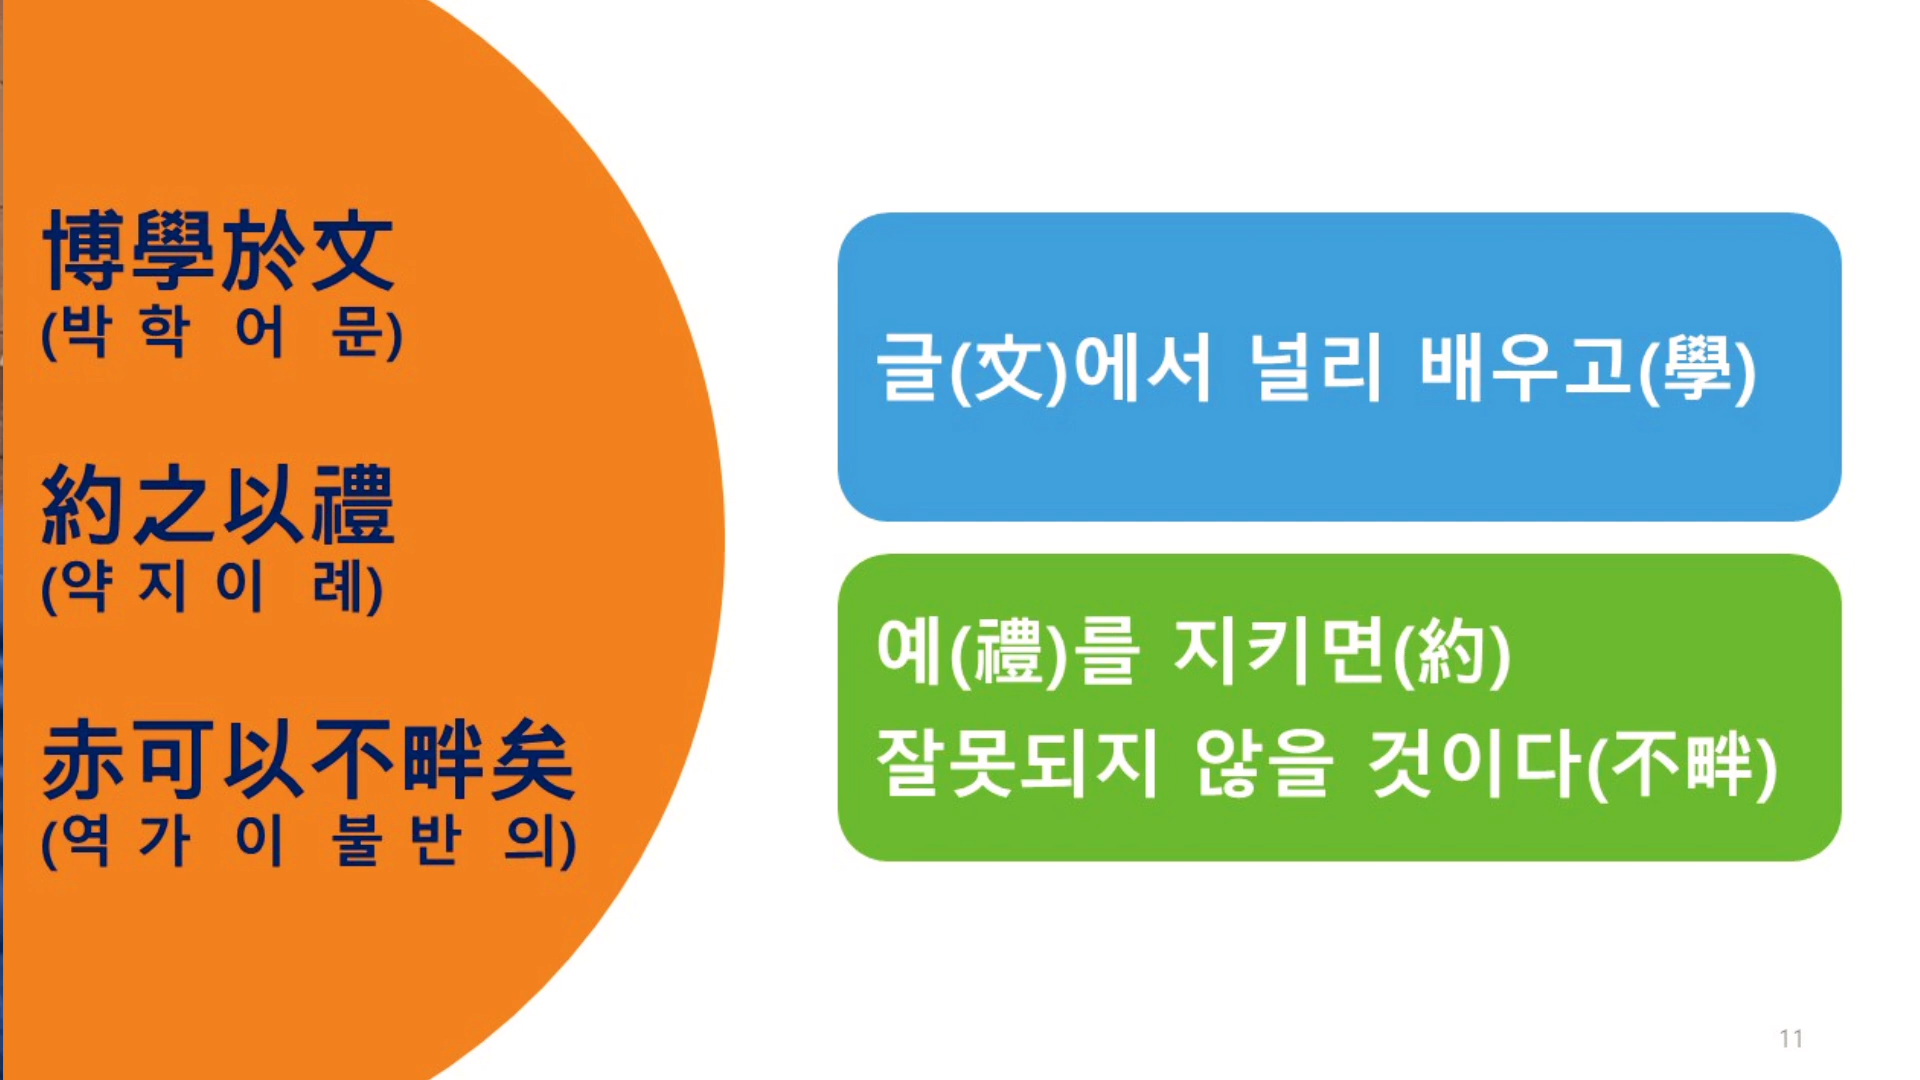 博學於文
(박 학 어 문)
約之以禮
(약 지 이 례)
赤可以不畔矣
(역 가 이 불 반 의)
글(文)에서 널리 배우고(學)
예(禮)를 지키면(約)
잘못되지 않을 것이다(不畔)
11